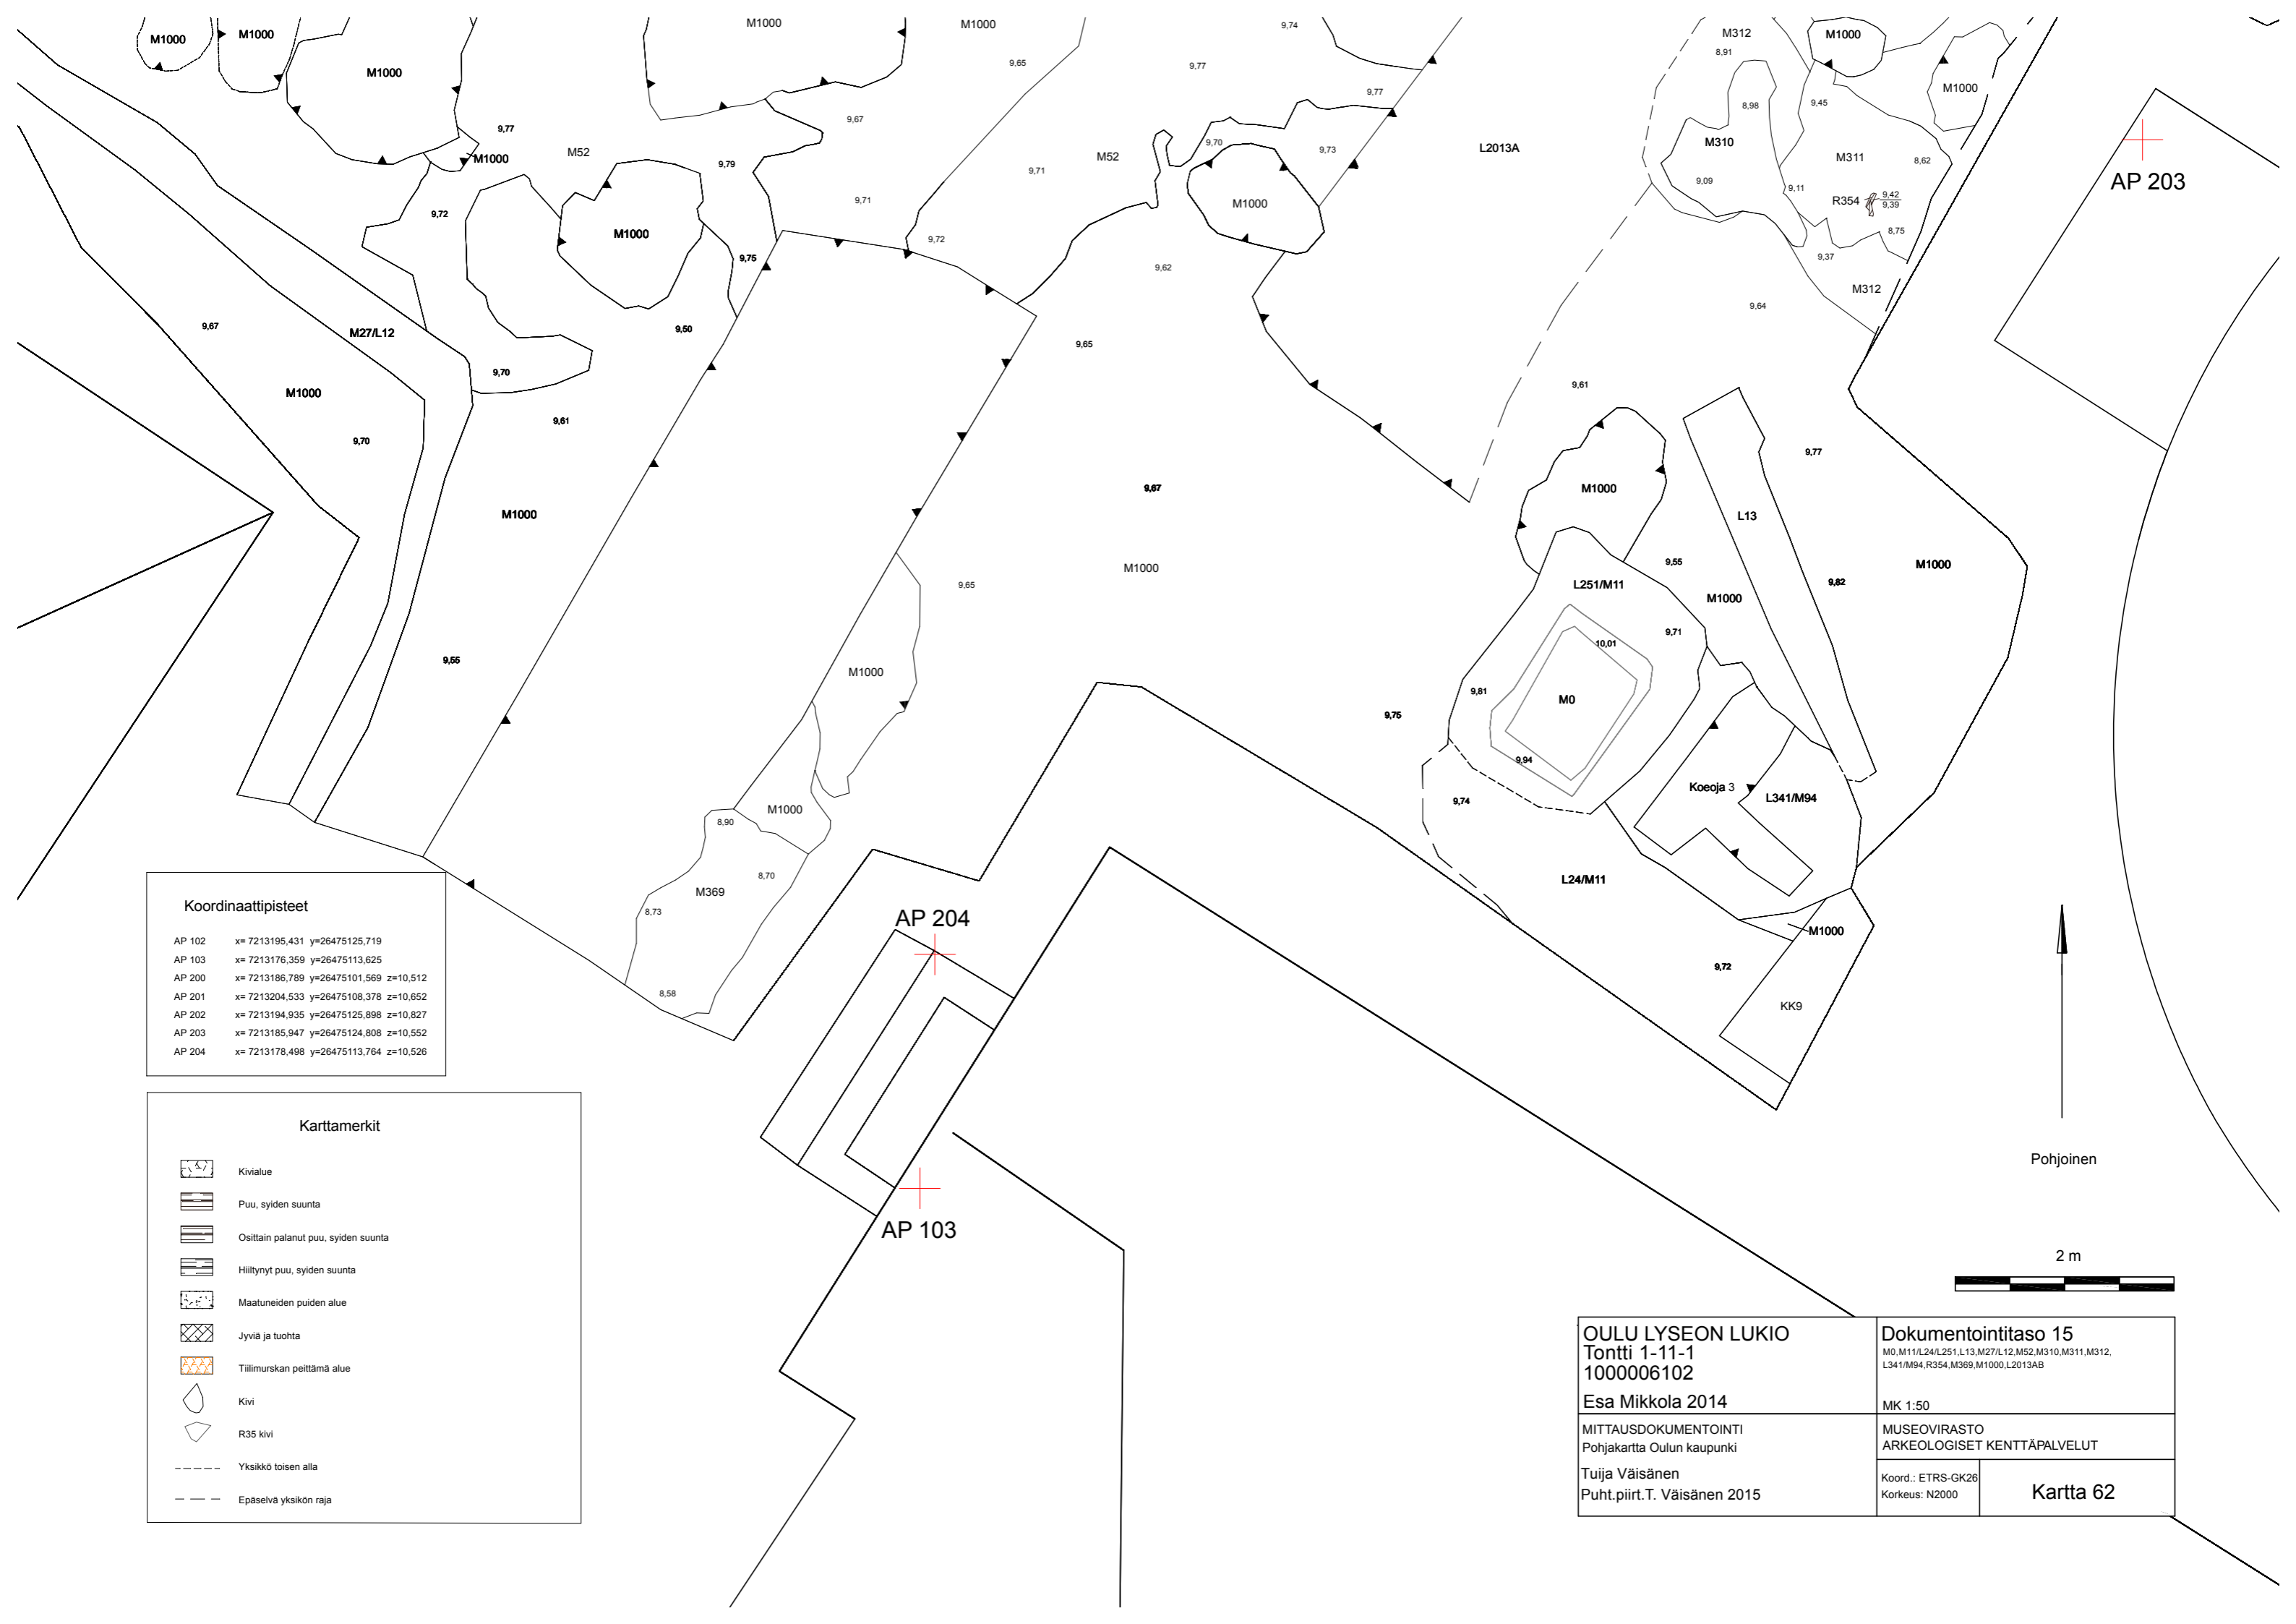 M1000
M1000
M1000
M1000
M1000
9,74
M312
8,91
M1000
M1000
9,65
9,77
9,77
8,98
9,45
M1000
9,67
9,77
M52
M1000
9,79
9,70
9,73
M52
L2013A
M310
M311
8,62
AP 203
9,71
9,09
9,11
R354
9,42
9,39
9,72
9,71
M1000
M1000
9,75
9,72
9,62
8,75
9,37
M312
9,64
9,67
M27/L12
9,50
9,65
9,70
9,61
M1000
9,61
9,70
9,77
9,67
M1000
M1000
L13
M1000
9,65
L251/M11
9,55
M1000
9,82
M1000
9,55
9,71
10,01
M1000
9,81
M0
9,75
9,94
9,74
Koeoja 3
L341/M94
M1000
8,90
8,70
M369
8,73
8,58
L24/M11
M1000
9,72
KK9
AP 204
AP 103
Koordinaattipisteet
AP 102 x= 7213195,431 y=26475125,719
AP 103 x= 7213176,359 y=26475113,625
AP 200 x= 7213186,789 y=26475101,569 z=10,512
AP 201 x= 7213204,533 y=26475108,378 z=10,652
AP 202 x= 7213194,935 y=26475125,898 z=10,827
AP 203 x= 7213185,947 y=26475124,808 z=10,552
AP 204 x= 7213178,498 y=26475113,764 z=10,526
Karttamerkit
Kivialue
Puu, syiden suunta
Osittain palanut puu, syiden suunta
Hiiltynyt puu, syiden suunta
Maatuneiden puiden alue
Jyviä ja tuohta
Tiilimurskan peittämä alue
Kivi
R35 kivi
Yksikkö toisen alla
Epäselvä yksikön raja
Pohjoinen
2 m
OULU LYSEON LUKIO
Tontti 1-11-1
1000006102
Esa Mikkola 2014
Dokumentointitaso 15
M0,M11/L24/L251,L13,M27/L12,M52,M310,M311,M312,
L341/M94,R354,M369,M1000,L2013AB
MK 1:50
MITTAUSDOKUMENTOINTI
Pohjakartta Oulun kaupunki
Tuija Väisänen
Puht.piirt.T. Väisänen 2015
MUSEOVIRASTO
ARKEOLOGISET KENTTÄPALVELUT
Koord.: ETRS-GK26
Korkeus: N2000
Kartta 62